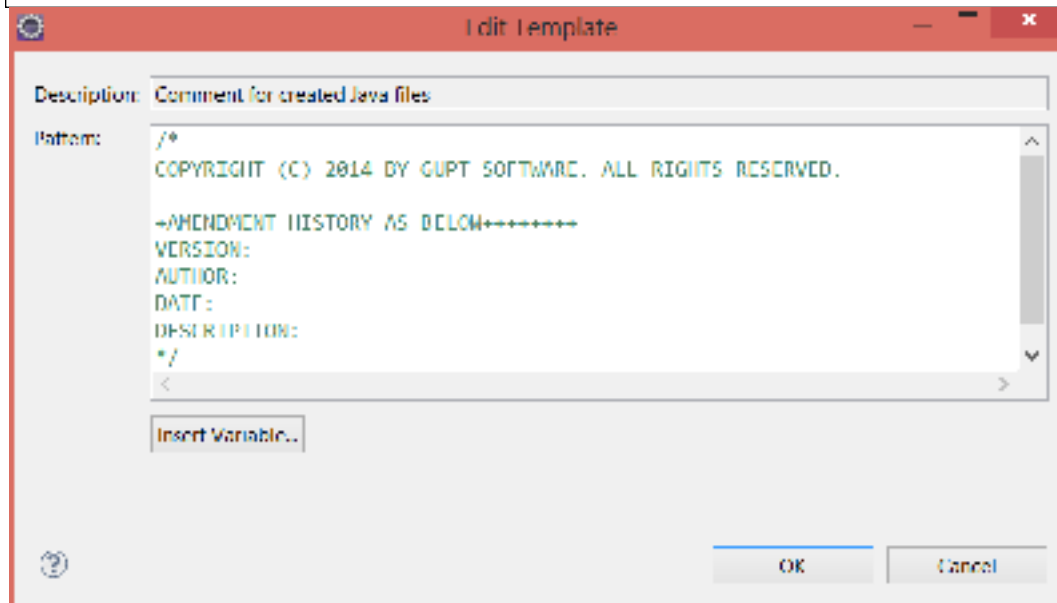 Edit Template
Description: Comment for created Java files
Pattern:
/*
COPYRIGHT (C) 2014 BY GUPT SOFTWARE. ALL RIGHTS RESERVED.
+AMENDMENT HISTORY AS BELOW++++++++
VERSION:
AUTHOR:
DATE:
DESCRIPTION:
*/
Insert Variable...
OK Cancel